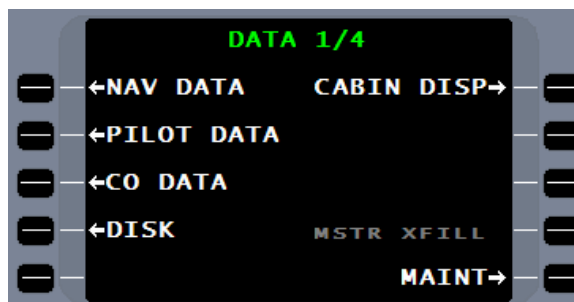 DATA 1/4
←NAV DATA CABIN DISP→
←PILOT DATA
←CO DATA
←DISK MSTR XFILL
MAINT→